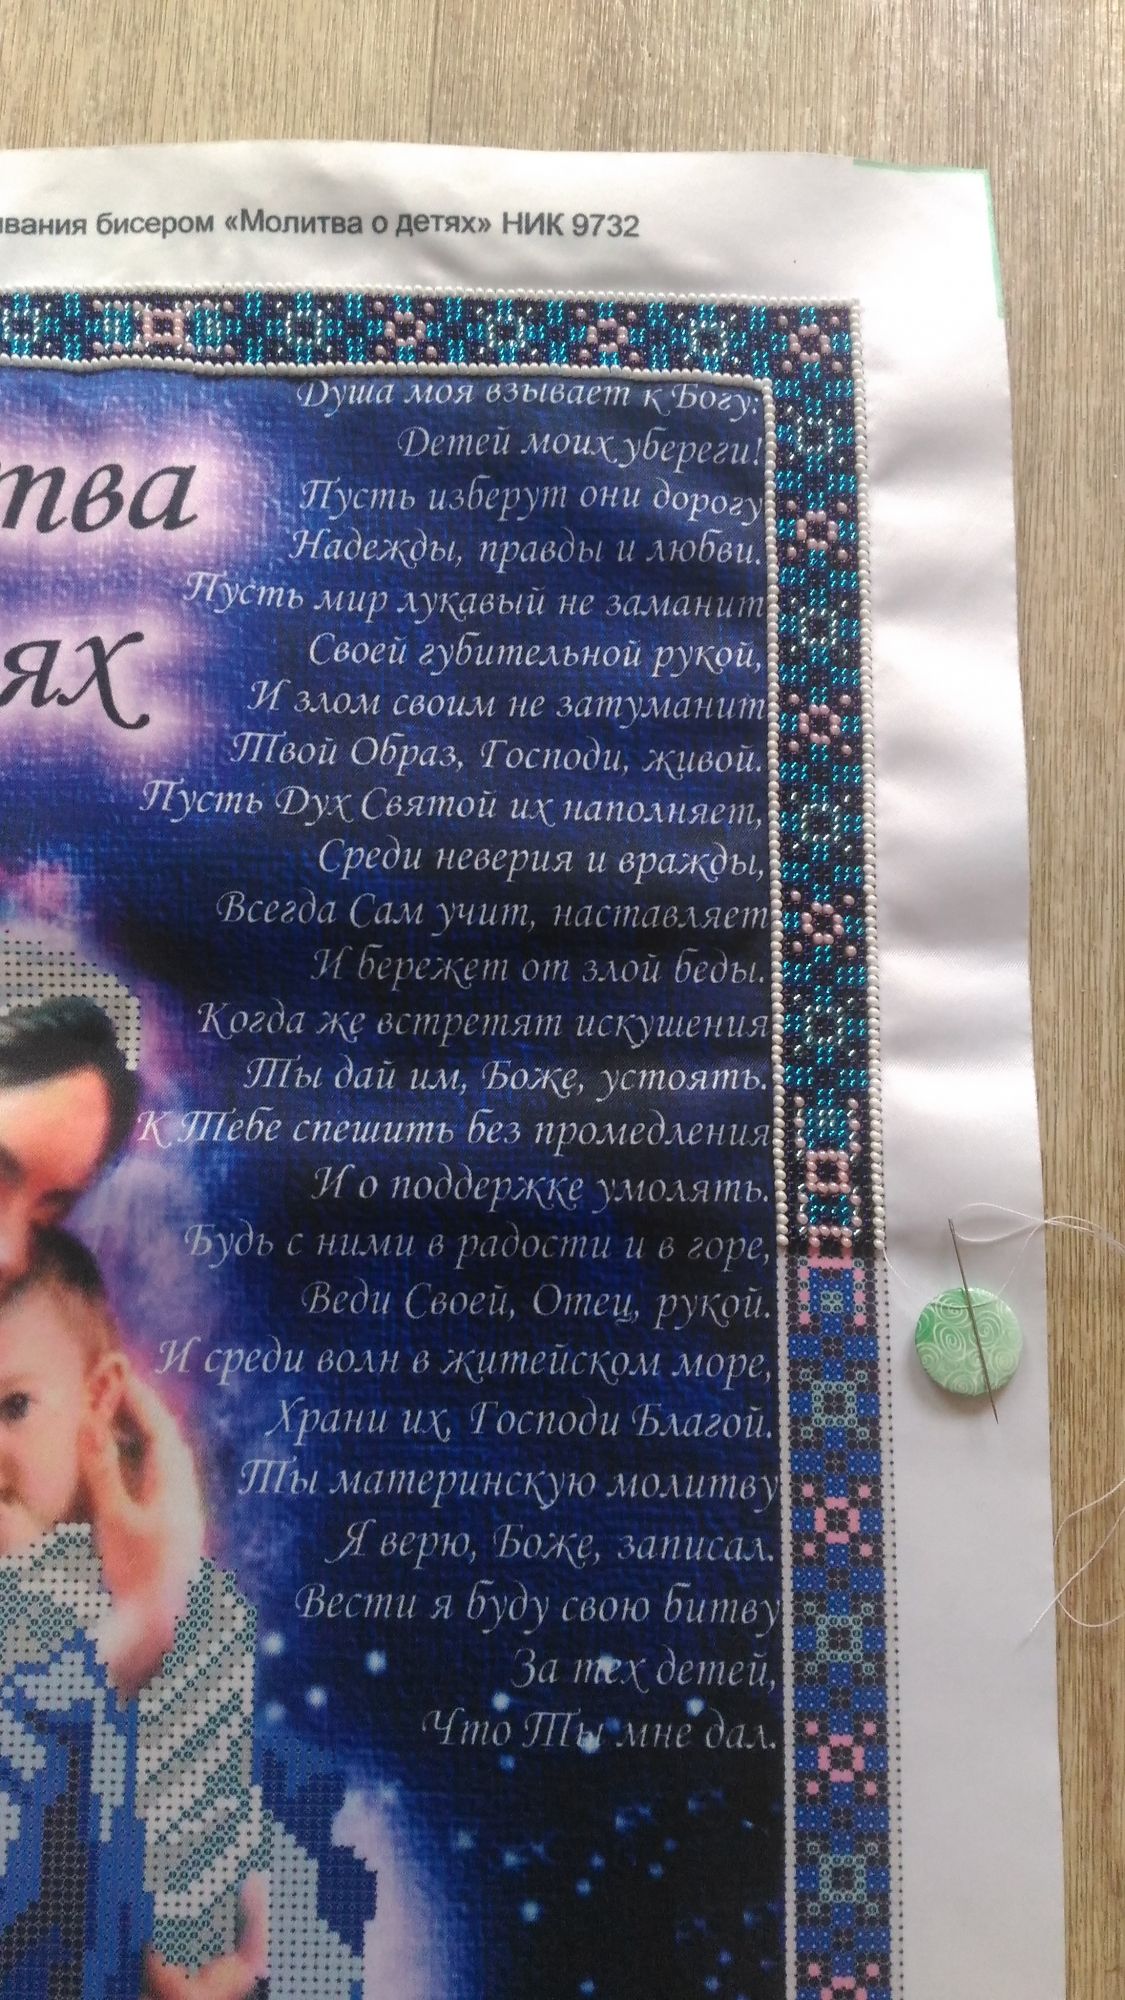 ивания бисером «Молитва о детях» НИК 9732
Душа моя взывает к Богу:
Детей моих убереги!
Пусть изберут они дорогу
Надежды, правды и любви.
Пусть мир лукавый не заманит
Своей губительной рукой,
И злом своим не затуманит
Твой Образ, Господи, живой.
Пусть Дух Святой их наполняет,
Среди неверия и вражды,
Всегда Сам учит, наставляет
И бережет от злой беды.
Когда же встретят искушения
Ты дай им, Боже, устоять.
К Тебе спешить без промедления
И о поддержке умолять.
Будь с ними в радости и в горе,
Веди Своей, Отец, рукой.
И среди волн в житейском море,
Храни их, Господи Благой.
Ты материнскую молитву
Я верю, Боже, записал.
Вести я буду свою битву
За тех детей,
Что Ты мне дал.
тва
ях